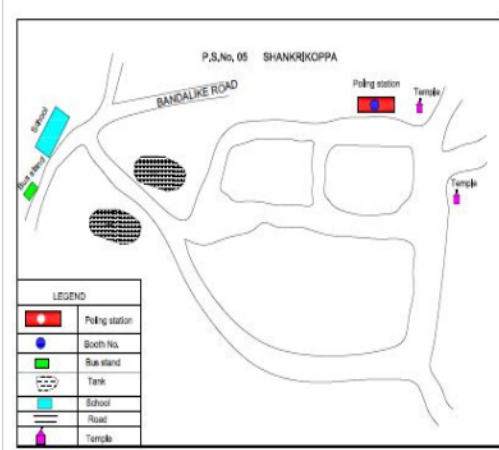 P.S.No. 05 SHANKRIKOPPA
BANDALIKE ROAD
Poling station
Temple
School
Bus stand
Temple
LEGEND
Poling station
Booth No.
Bus stand
Tank
School
Road
Temple